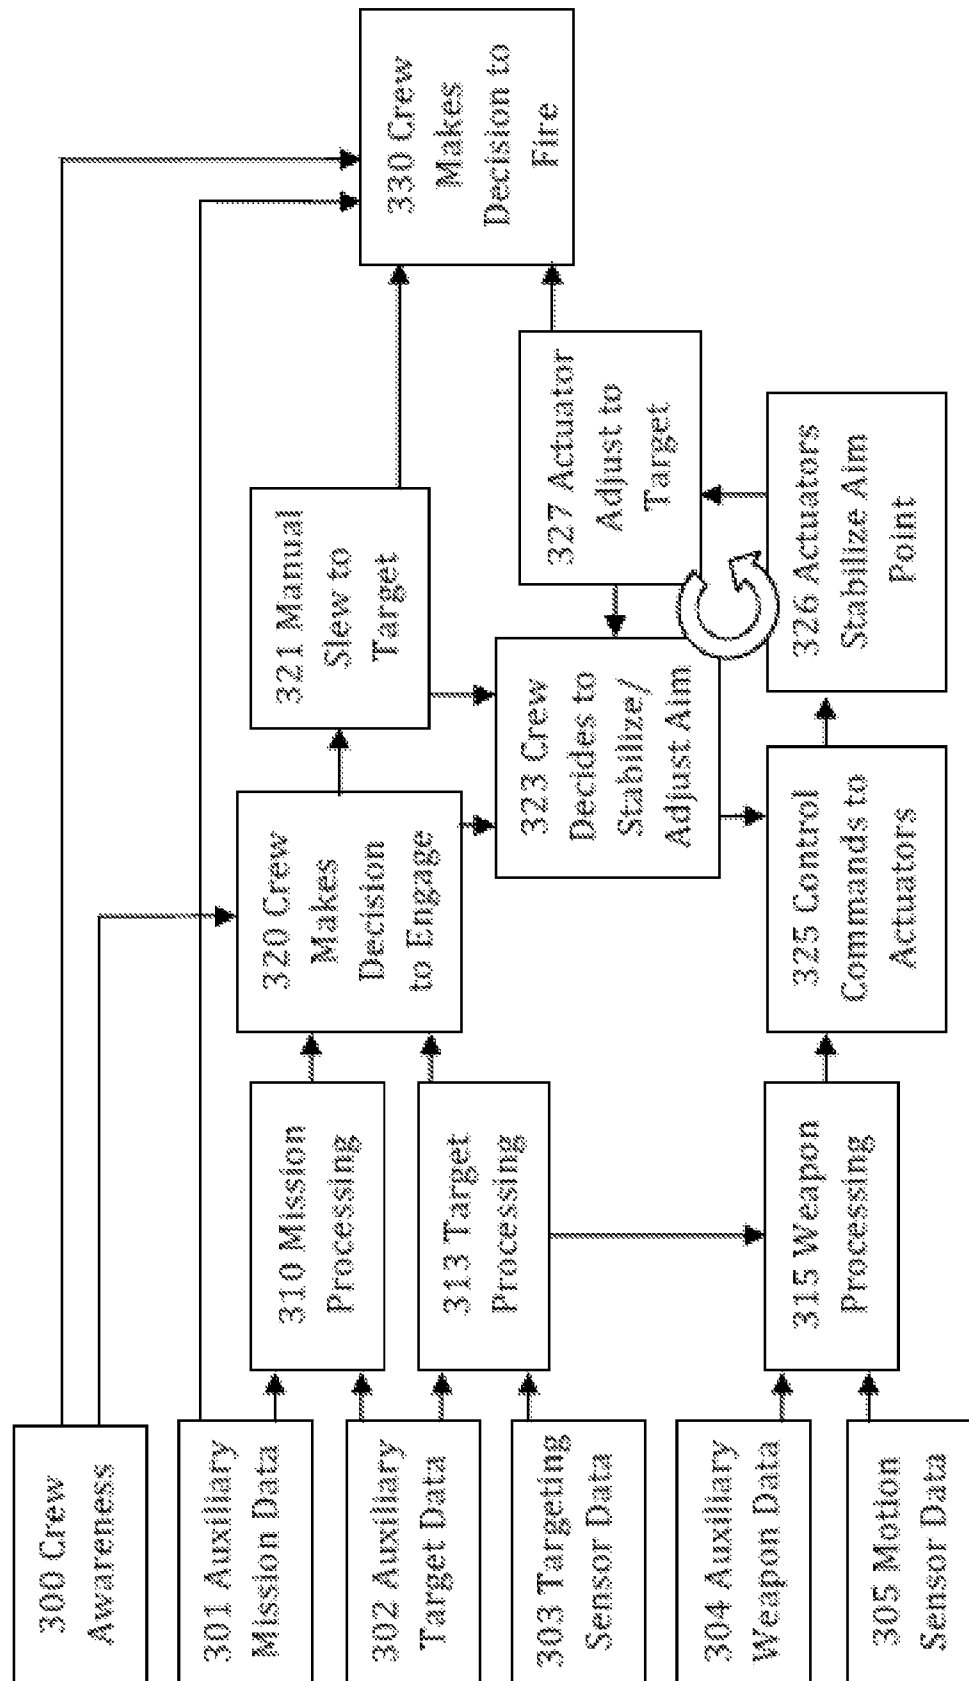 300 Crew
Awareness
301 Auxiliary
Mission Data
302 Auxiliary
Target Data
303 Targeting
Sensor Data
304 Auxiliary
Weapon Data
305 Motion
Sensor Data
310 Mission
Processing
313 Target
Processing
315 Weapon
Processing
320 Crew
Makes
Decision
to Engage
321 Manual
Slew to
Target
323 Crew
Decides to
Stabilize/
Adjust Aim
325 Control
Commands to
Actuators
326 Actuators
Stabilize Aim
Point
327 Actuator
Adjust to
Target
330 Crew
Makes
Decision to
Fire